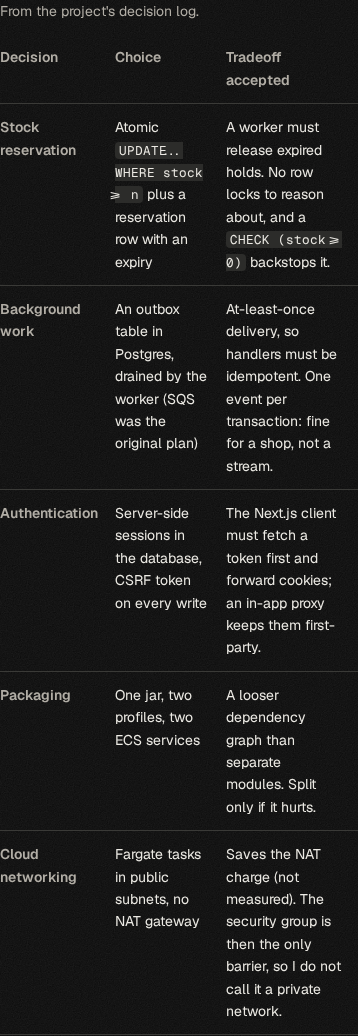 From the project's decision log.
Decision
Choice
Tradeoff
accepted
Stock
reservation
Atomic
UPDATE..
WHERE stock
>= n plus a
reservation
row with an
expiry
A worker must
release expired
holds. No row
locks to reason
about, and a
CHECK (stock >=
0) backstops it.
Background
work
An outbox
table in
Postgres,
drained by the
worker (SQS
was the
original plan)
At-least-once
delivery, so
handlers must be
idempotent. One
event per
transaction: fine
for a shop, not a
stream.
Authentication
Server-side
sessions in
the database,
CSRF token
on every write
The Next.js client
must fetch a
token first and
forward cookies;
an in-app proxy
keeps them first-
party.
Packaging
One jar, two
profiles, two
ECS services
A looser
dependency
graph than
separate
modules. Split
only if it hurts.
Cloud
networking
Fargate tasks
in public
subnets, no
NAT gateway
Saves the NAT
charge (not
measured). The
security group is
then the only
barrier, so I do not
call it a private
network.